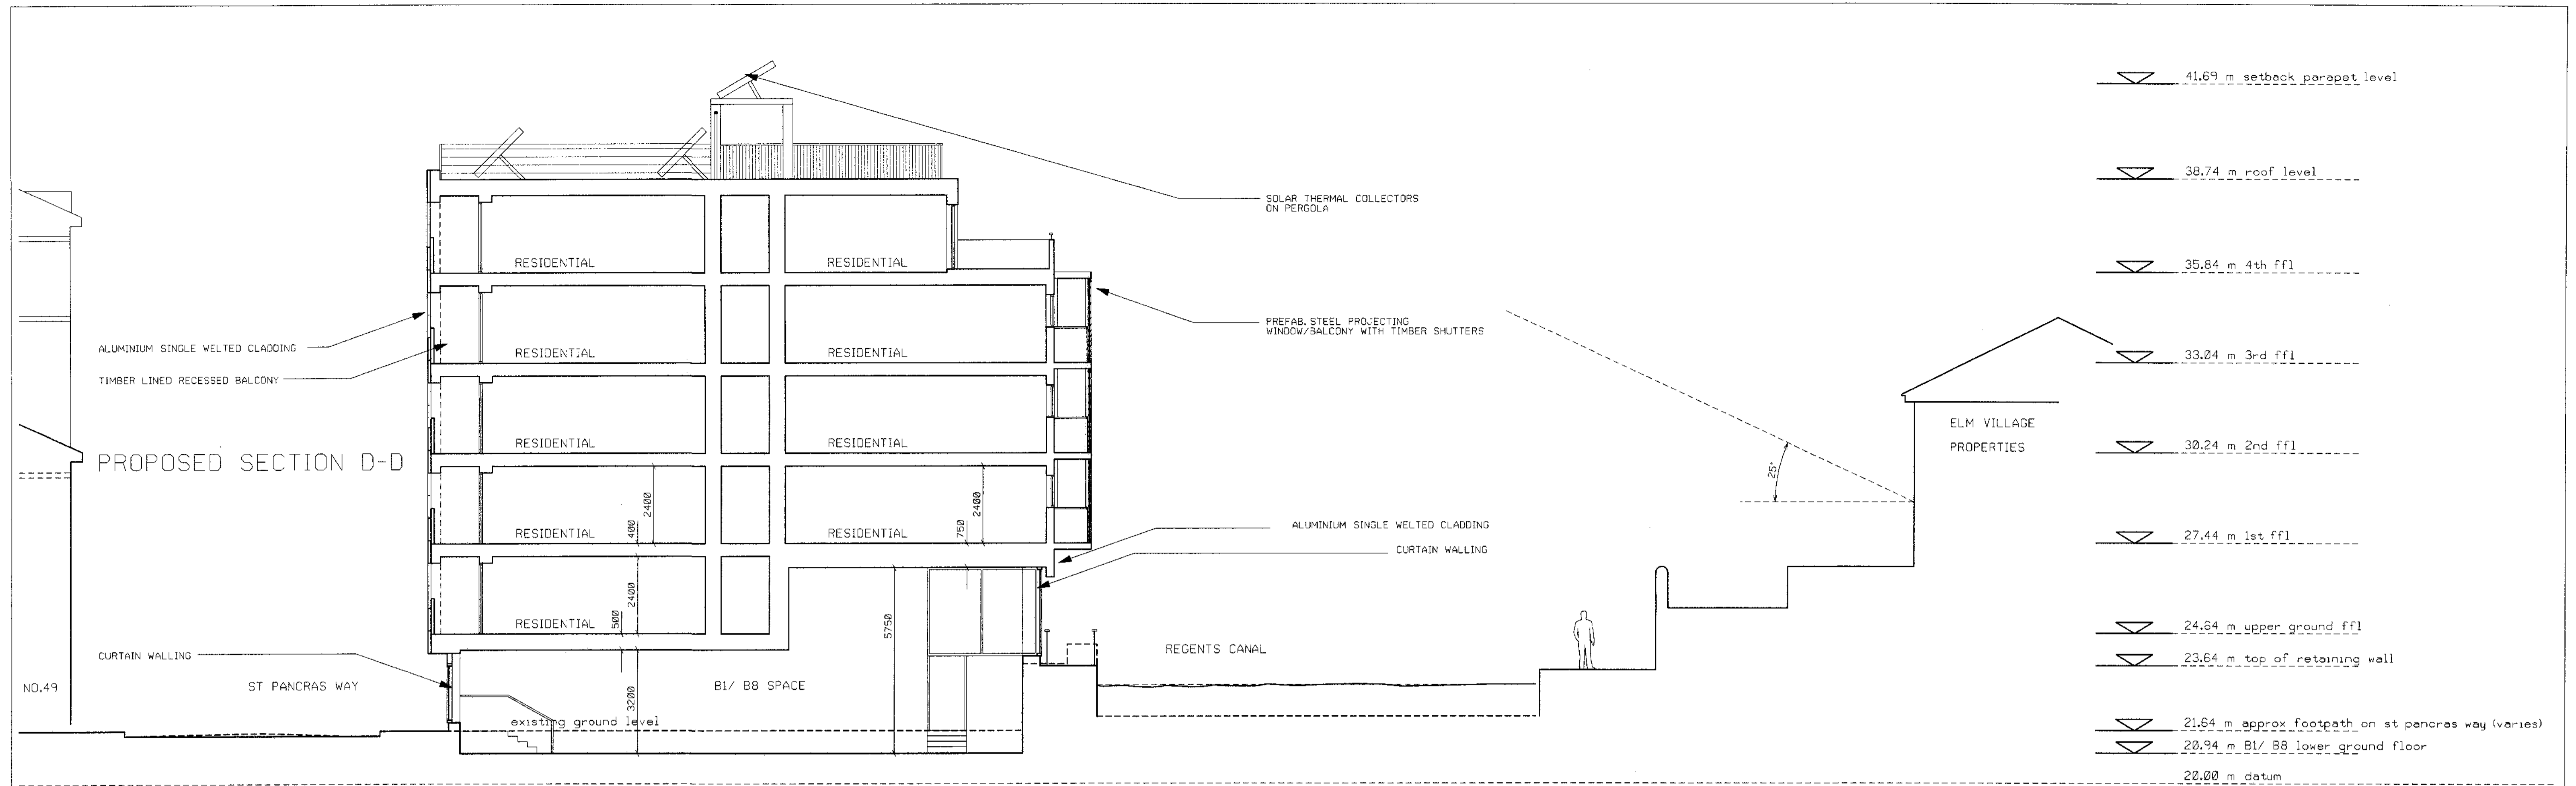 41.69 m setback parapet level
38.74 m roof level
SOLAR THERMAL COLLECTORS
ON PERGOLA
RESIDENTIAL
RESIDENTIAL
35.84 m 4th ffl
PREFAB. STEEL PROJECTING
WINDOW/BALCONY WITH TIMBER SHUTTERS
ALUMINIUM SINGLE WELTED CLADDING
RESIDENTIAL
RESIDENTIAL
33.04 m 3rd ffl
TIMBER LINED RECESSED BALCONY
ELM VILLAGE
PROPERTIES
PROPOSED SECTION D-D
RESIDENTIAL
RESIDENTIAL
30.24 m 2nd ffl
25°
2400
2400
400
750
RESIDENTIAL
RESIDENTIAL
ALUMINIUM SINGLE WELTED CLADDING
CURTAIN WALLING
27.44 m 1st ffl
2400
500
5750
RESIDENTIAL
24.64 m upper ground ffl
CURTAIN WALLING
REGENTS CANAL
23.64 m top of retaining wall
NO.49
ST PANCRAS WAY
B1/ B8 SPACE
3200
existing ground level
21.64 m approx footpath on st pancras way (varies)
20.94 m B1/ B8 lower ground floor
20.00 m datum